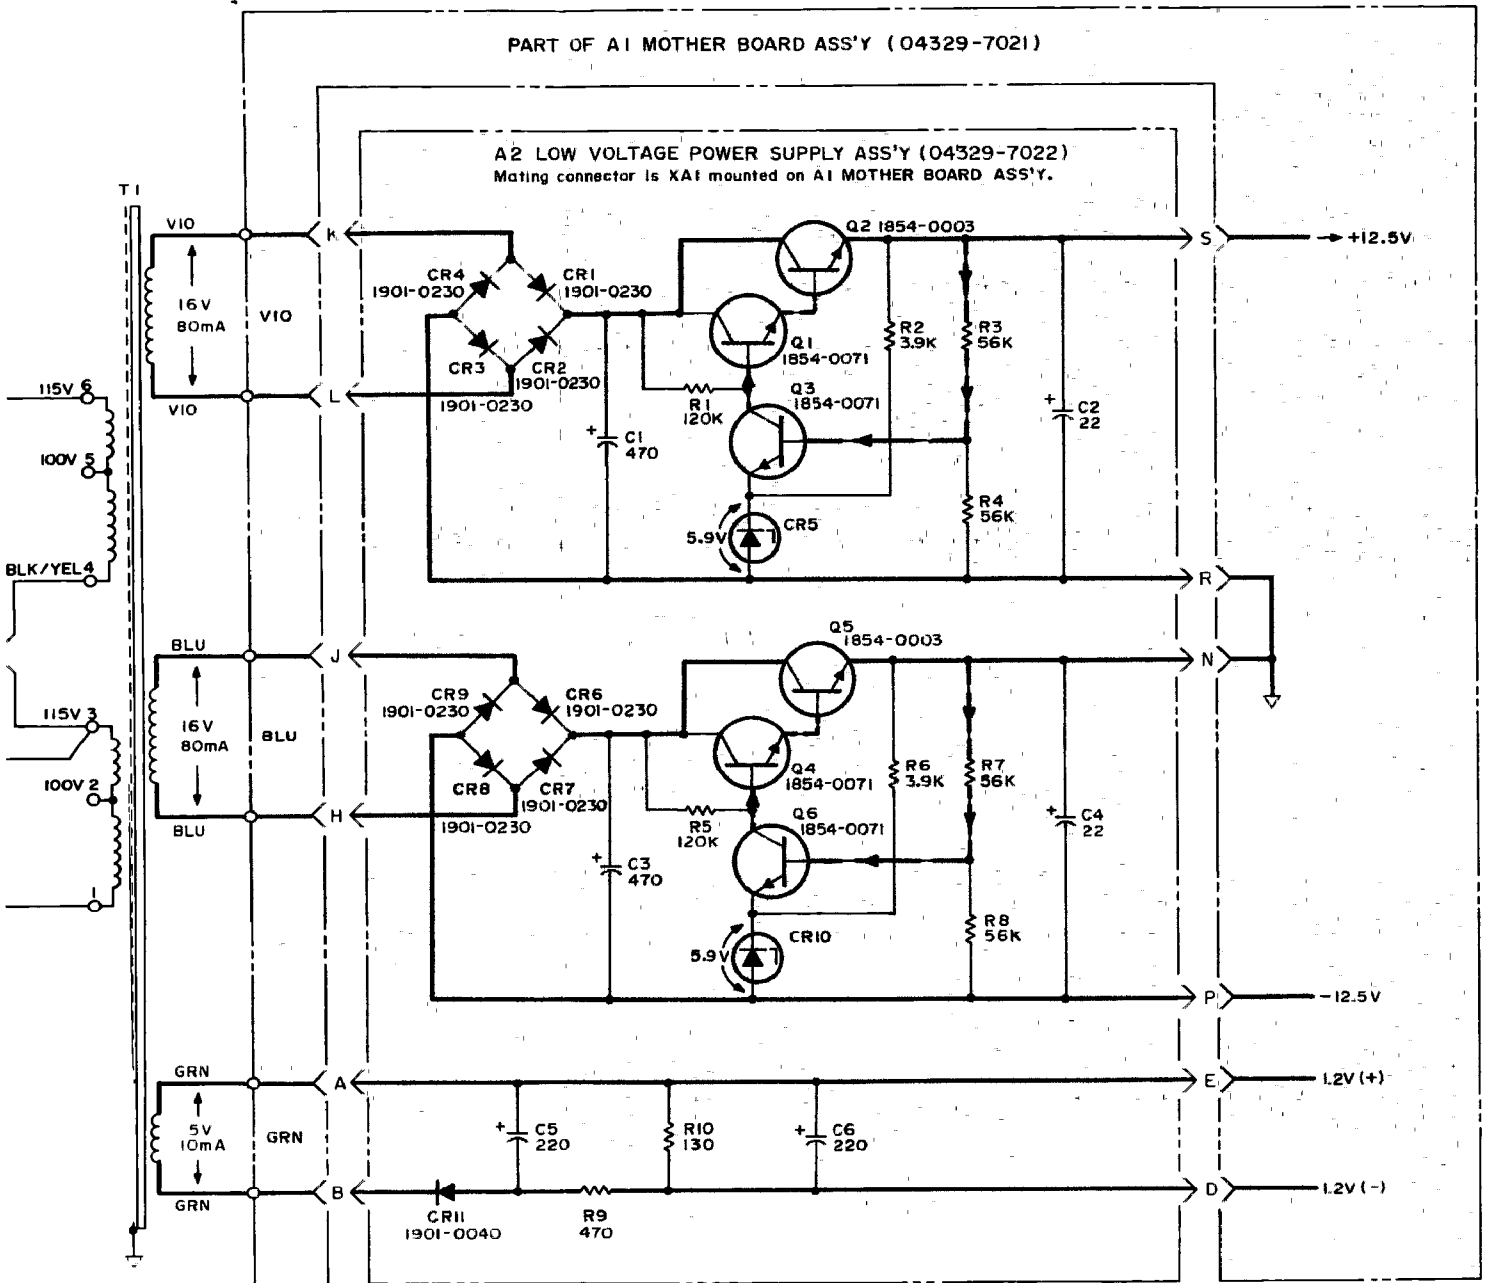 PART OF A1 MOTHER BOARD ASS'Y (04329-7021)
A2 LOW VOLTAGE POWER SUPPLY ASS'Y (04329-7022)
Mating connector is XA1 mounted on A1 MOTHER BOARD ASS'Y.
T1
VIO
16V
80mA
VIO
VIO
K
L
CR4
1901-0230
CR1
1901-0230
CR3
1901-0230
CR2
1901-0230
Q2 1854-0003
Q1
1854-0071
Q3
1854-0071
R1
120K
R2
3.9K
R3
56K
R4
56K
+
C1
470
+
C2
22
5.9V
CR5
S
+12.5V
R
115V 6
100V 5
BLK/YEL 4
115V 3
100V 2
1
BLU
16V
80mA
BLU
BLU
J
H
CR9
1901-0230
CR6
1901-0230
CR8
1901-0230
CR7
1901-0230
Q5
1854-0003
Q4
1854-0071
Q6
1854-0071
R5
120K
R6
3.9K
R7
56K
R8
56K
+
C3
470
+
C4
22
5.9V
CR10
N
P
-12.5V
GRN
5V
10mA
GRN
GRN
A
B
+
C5
220
R10
130
+
C6
220
CR11
1901-0040
R9
470
E
1.2V (+)
D
1.2V (-)